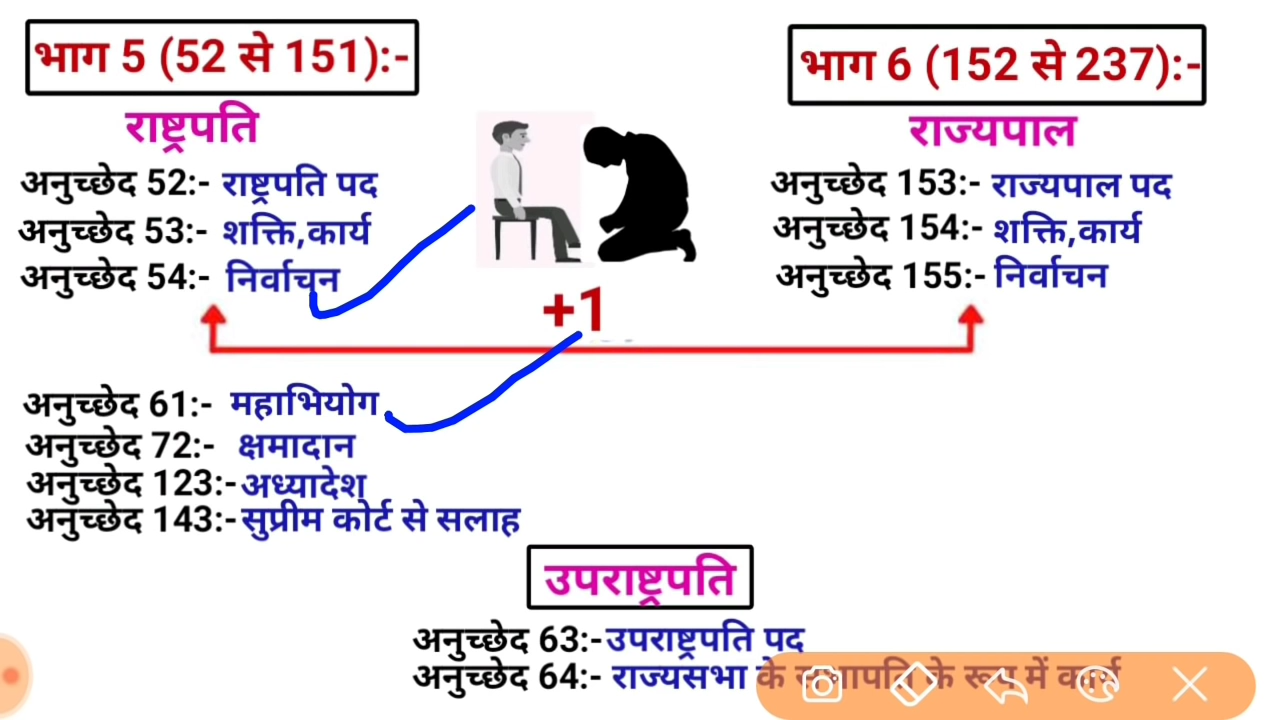 भाग 5 (52 से 151):-
राष्ट्रपति
अनुच्छेद 52:- राष्ट्रपति पद
अनुच्छेद 53:- शक्ति,कार्य
अनुच्छेद 54:- निर्वाचन
+1
भाग 6 (152 से 237):-
राज्यपाल
अनुच्छेद 153:- राज्यपाल पद
अनुच्छेद 154:- शक्ति,कार्य
अनुच्छेद 155:- निर्वाचन
अनुच्छेद 61:- महाभियोग
अनुच्छेद 72:- क्षमादान
अनुच्छेद 123:- अध्यादेश
अनुच्छेद 143:- सुप्रीम कोर्ट से सलाह
उपराष्ट्रपति
अनुच्छेद 63:- उपराष्ट्रपति पद
अनुच्छेद 64:- राज्यसभा के सभापति के रूप में कार्य